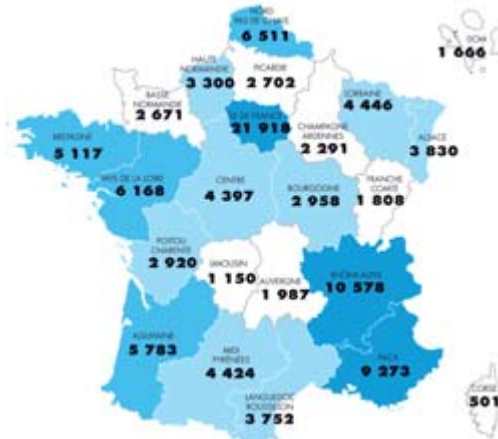 NORD
PAS DE CALAIS
6 511
DOM
1 666
HAUTE
NORMANDIE
3 300
PICARDIE
2 702
BASSE
NORMANDIE
2 671
ILE DE FRANCE
21 918
LORRAINE
4 446
CHAMPAGNE
ARDENNES
2 291
ALSACE
3 830
BRETAGNE
5 117
PAYS DE LA LOIRE
6 168
CENTRE
4 397
BOURGOGNE
2 958
FRANCHE
COMTÉ
1 808
POITOU
CHARENTE
2 920
LIMOUSIN
1 150
AUVERGNE
1 987
RHÔNE-ALPES
10 578
AQUITAINE
5 783
MIDI
PYRÉNÉES
4 424
PACA
9 273
LANGUEDOC
ROUSSILLON
3 752
CORSE
501